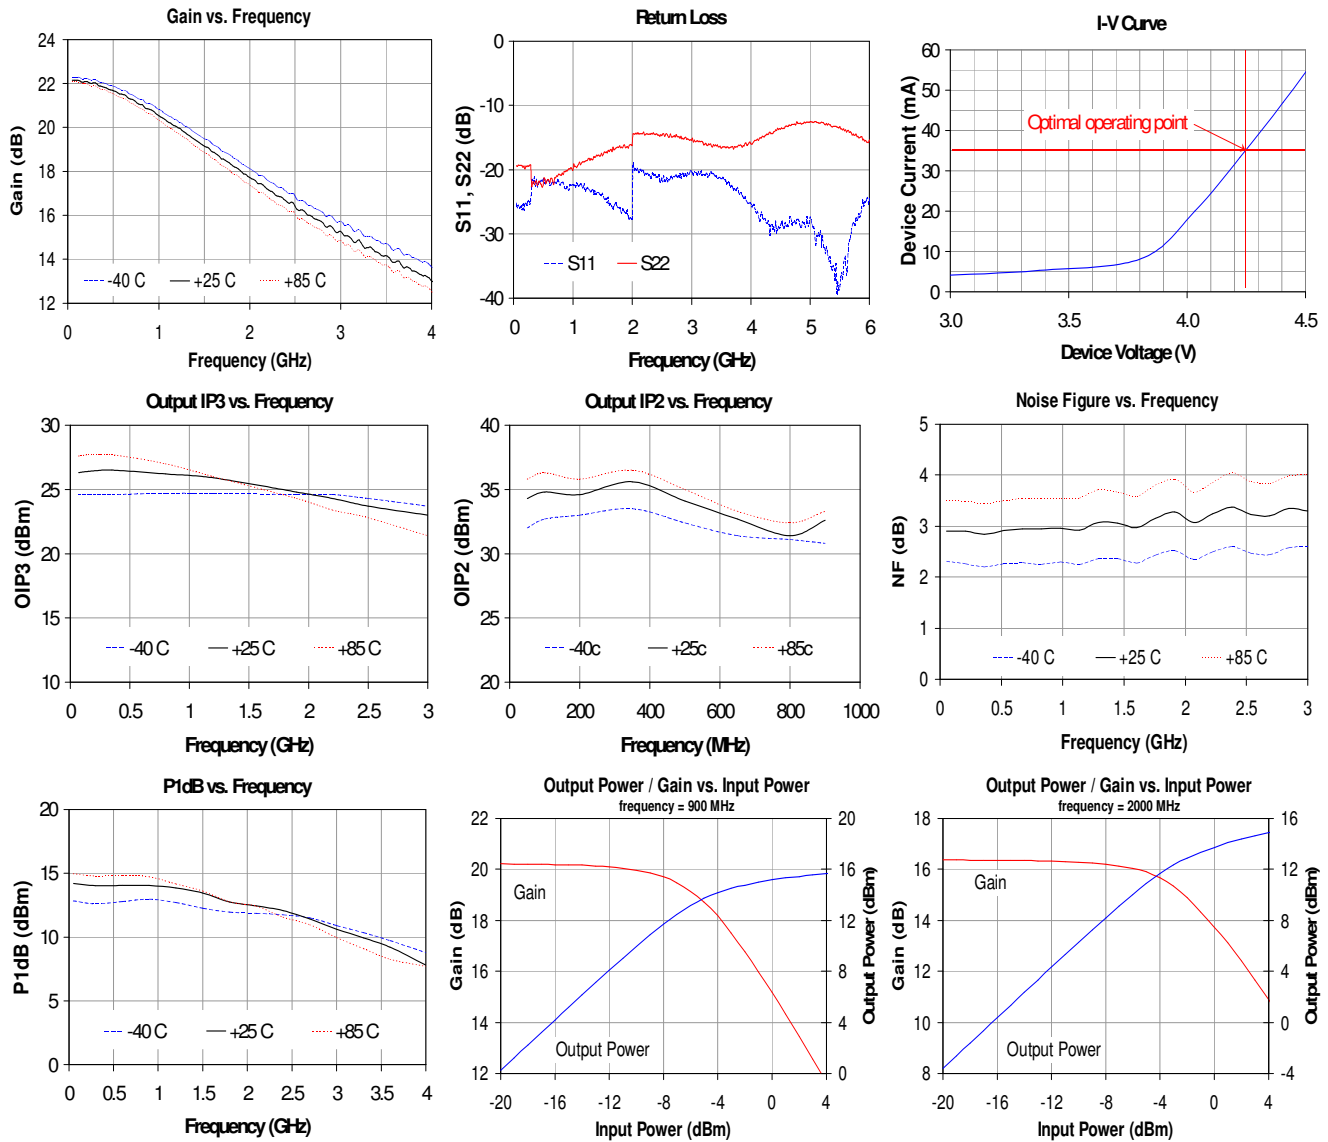 Gain vs. Frequency
24
22
20
18
16
14
12
Gain (dB)
-40 C
+25 C
+85 C
0
1
2
3
4
Frequency (GHz)
Return Loss
0
-10
-20
-30
-40
S11, S22 (dB)
S11
S22
0
1
2
3
4
5
6
Frequency (GHz)
I-V Curve
60
50
40
30
20
10
0
Device Current (mA)
Optimal operating point
3.0
3.5
4.0
4.5
Device Voltage (V)
Output IP3 vs. Frequency
30
25
20
15
10
OIP3 (dBm)
-40 C
+25 C
+85 C
0
0.5
1
1.5
2
2.5
3
Frequency (GHz)
Output IP2 vs. Frequency
40
35
30
25
20
OIP2 (dBm)
-40c
+25c
+85c
0
200
400
600
800
1000
Frequency (MHz)
Noise Figure vs. Frequency
5
4
3
2
1
0
NF (dB)
-40 C
+25 C
+85 C
0
0.5
1
1.5
2
2.5
3
Frequency (GHz)
P1dB vs. Frequency
20
15
10
5
0
P1dB (dBm)
-40 C
+25 C
+85 C
0
0.5
1
1.5
2
2.5
3
3.5
4
Frequency (GHz)
Output Power / Gain vs. Input Power
frequency = 900 MHz
22
20
18
16
14
12
Gain (dB)
Gain
Output Power
20
16
12
8
4
0
Output Power (dBm)
-20
-16
-12
-8
-4
0
4
Input Power (dBm)
Output Power / Gain vs. Input Power
frequency = 2000 MHz
18
16
14
12
10
8
Gain (dB)
Gain
Output Power
16
12
8
4
0
-4
Output Power (dBm)
-20
-16
-12
-8
-4
0
4
Input Power (dBm)